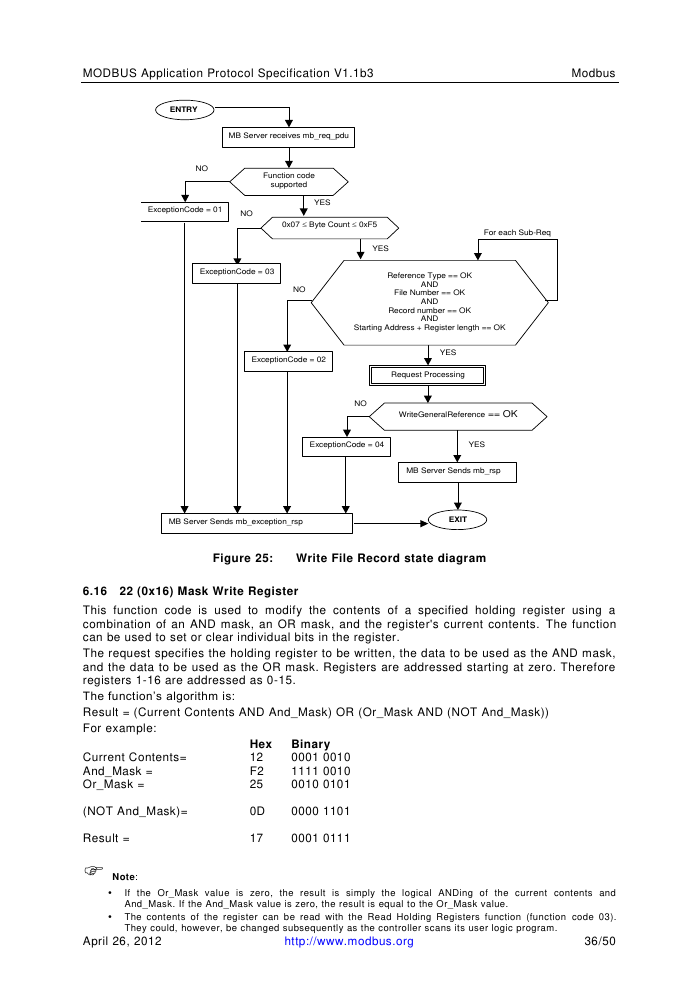 MODBUS Application Protocol Specification V1.1b3 Modbus
ENTRY
MB Server receives mb_req_pdu
NO
Function code
supported
YES
ExceptionCode = 01
NO
0x07 ≤ Byte Count ≤ 0xF5
YES
For each Sub-Req
ExceptionCode = 03
NO
Reference Type == OK
AND
File Number == OK
AND
Record number == OK
AND
Starting Address + Register length == OK
YES
ExceptionCode = 02
Request Processing
NO
WriteGeneralReference == OK
ExceptionCode = 04
YES
MB Server Sends mb_rsp
MB Server Sends mb_exception_rsp
EXIT
Figure 25: Write File Record state diagram
6.16 22 (0x16) Mask Write Register
This function code is used to modify the contents of a specified holding register using a
combination of an AND mask, an OR mask, and the register's current contents. The function
can be used to set or clear individual bits in the register.
The request specifies the holding register to be written, the data to be used as the AND mask,
and the data to be used as the OR mask. Registers are addressed starting at zero. Therefore
registers 1-16 are addressed as 0-15.
The function's algorithm is:
Result = (Current Contents AND And_Mask) OR (Or_Mask AND (NOT And_Mask))
For example:
Hex Binary
Current Contents= 12 0001 0010
And_Mask = F2 1111 0010
Or_Mask = 25 0010 0101
(NOT And_Mask)= 0D 0000 1101
Result = 17 0001 0111
☞ Note:
• If the Or_Mask value is zero, the result is simply the logical ANDing of the current contents and
And_Mask. If the And_Mask value is zero, the result is equal to the Or_Mask value.
• The contents of the register can be read with the Read Holding Registers function (function code 03).
They could, however, be changed subsequently as the controller scans its user logic program.
April 26, 2012 http://www.modbus.org 36/50